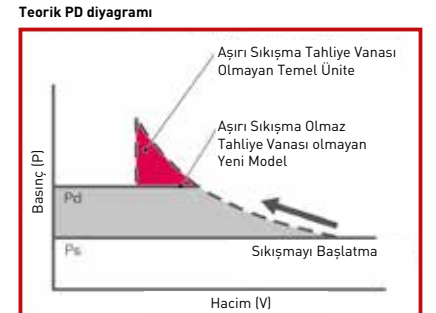 Teorik PD diyagramı
Aşırı Sıkışma Tahliye Vanası
Olmayan Temel Ünite
Aşırı Sıkışma Olmaz
Tahliye Vanası olmayan
Yeni Model
Basınç (P)
Pd
Ps
Sıkışmayı Başlatma
Hacim (V)